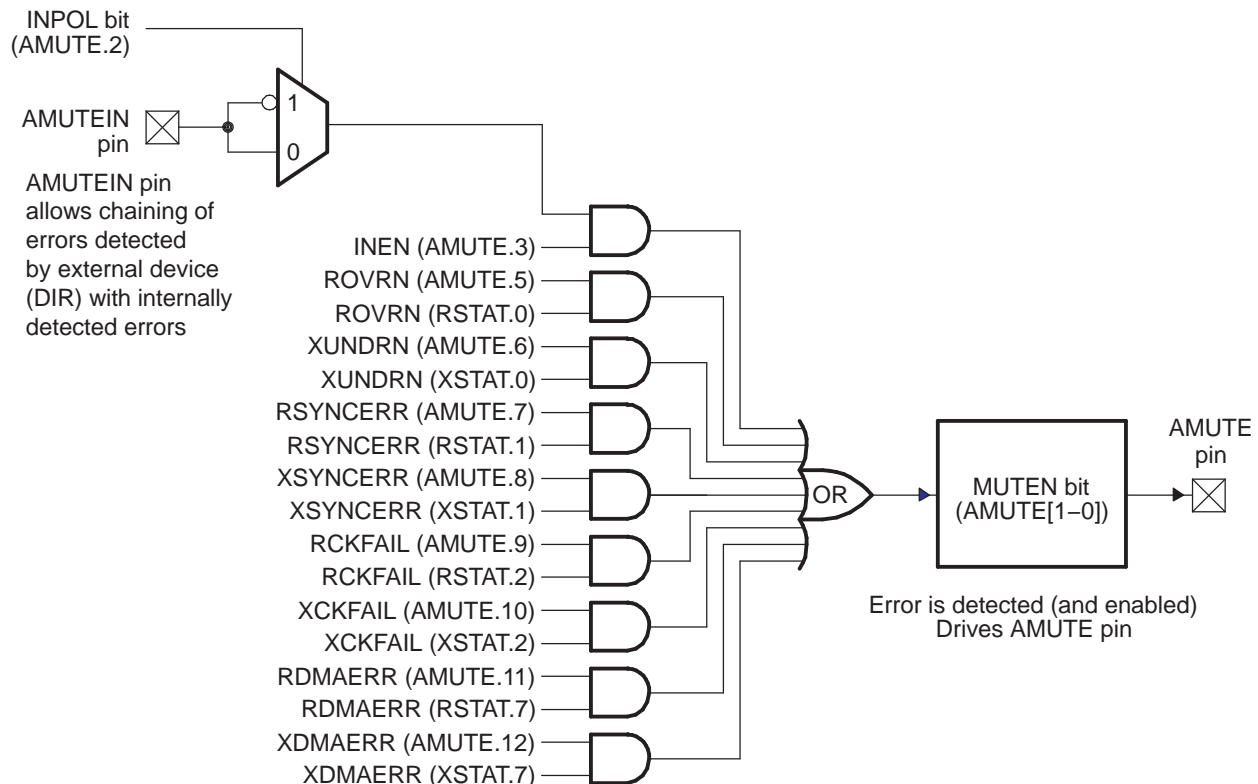 INPOL bit
(AMUTE.2)
1
0
AMUTEIN
pin
AMUTEIN pin
allows chaining of
errors detected
by external device
(DIR) with internally
detected errors
INEN (AMUTE.3)
ROVRN (AMUTE.5)
ROVRN (RSTAT.0)
XUNDRN (AMUTE.6)
XUNDRN (XSTAT.0)
RSYNCERR (AMUTE.7)
RSYNCERR (RSTAT.1)
XSYNCERR (AMUTE.8)
XSYNCERR (XSTAT.1)
RCKFAIL (AMUTE.9)
RCKFAIL (RSTAT.2)
XCKFAIL (AMUTE.10)
XCKFAIL (XSTAT.2)
RDMAERR (AMUTE.11)
RDMAERR (RSTAT.7)
XDMAERR (AMUTE.12)
XDMAERR (XSTAT.7)
OR
MUTEN bit
(AMUTE[1−0])
AMUTE
pin
Error is detected (and enabled)
Drives AMUTE pin